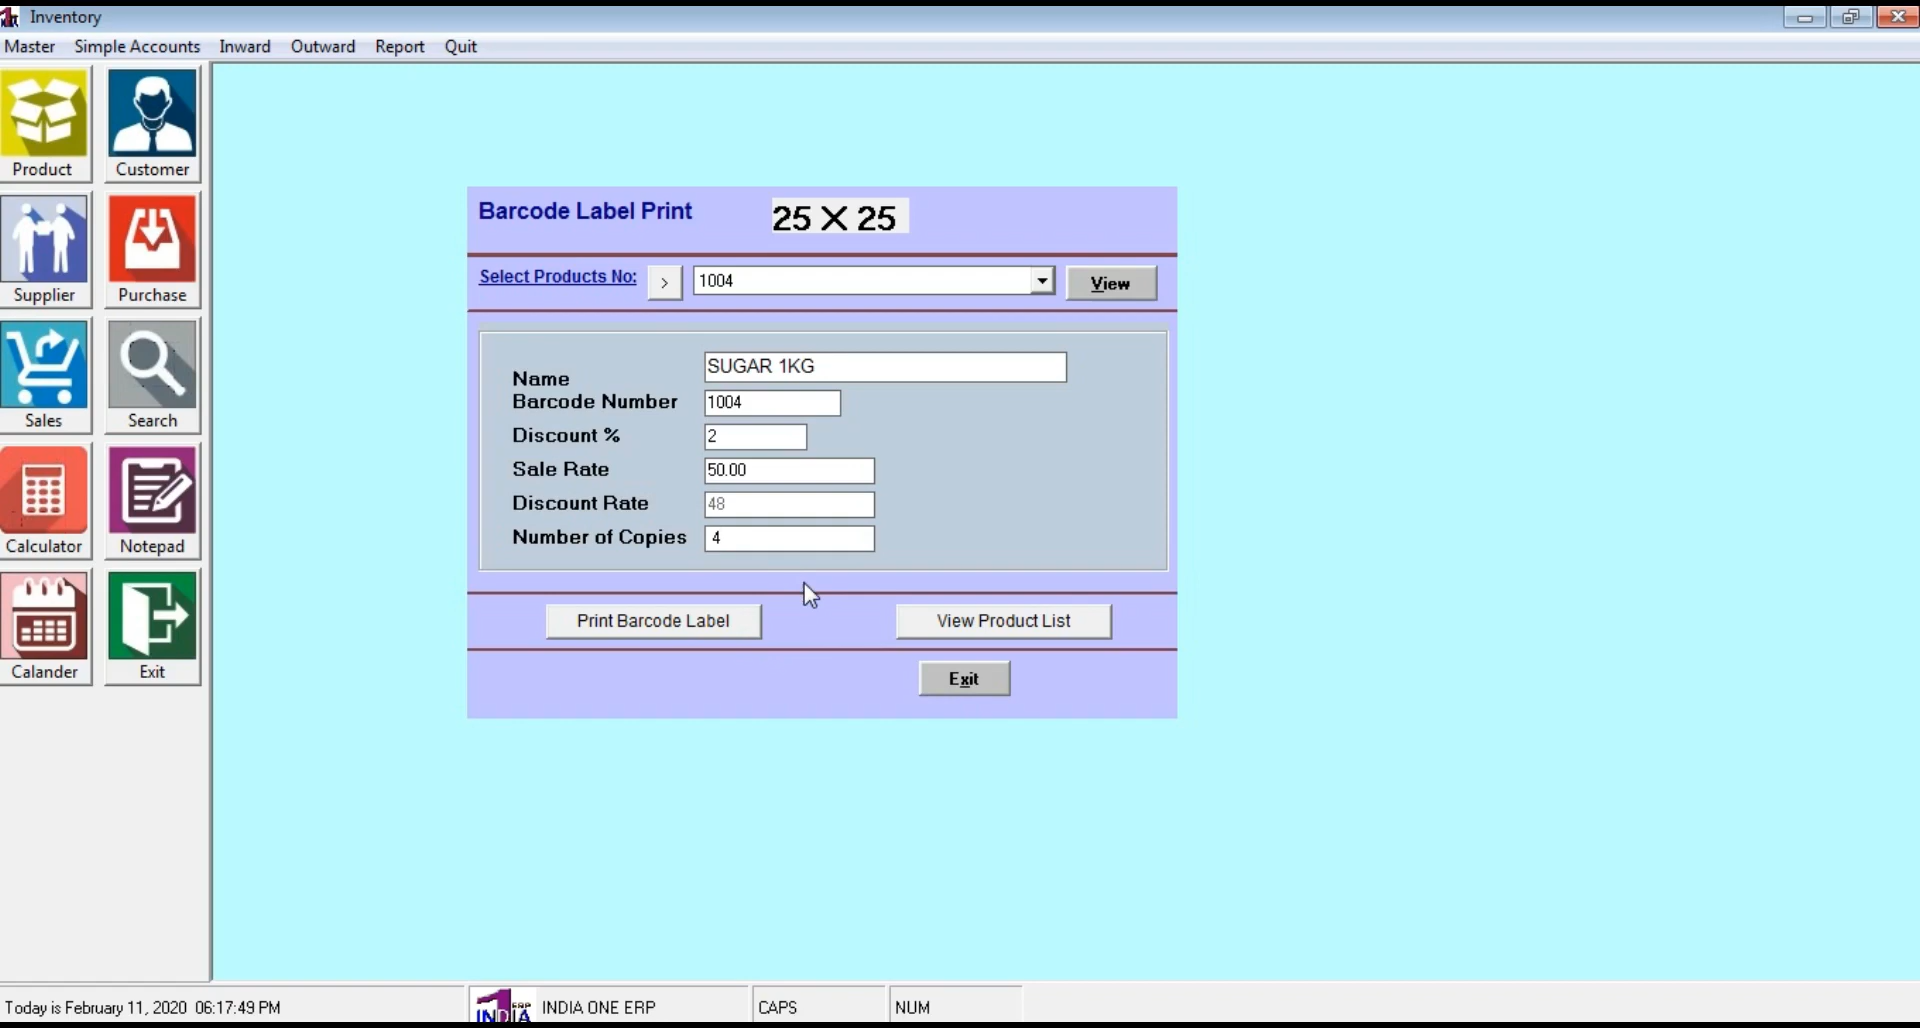 Inventory
Master Simple Accounts Inward Outward Report Quit
Product Customer
Supplier Purchase
Sales Search
Calculator Notepad
Calander Exit
Barcode Label Print 25 X 25
Select Products No: > 1004 View
Name SUGAR 1KG
Barcode Number 1004
Discount % 2
Sale Rate 50.00
Discount Rate 48
Number of Copies 4
Print Barcode Label View Product List
Exit
Today is February 11, 2020 06:17:49 PM 1 ERP INDIA INDIA ONE ERP CAPS NUM